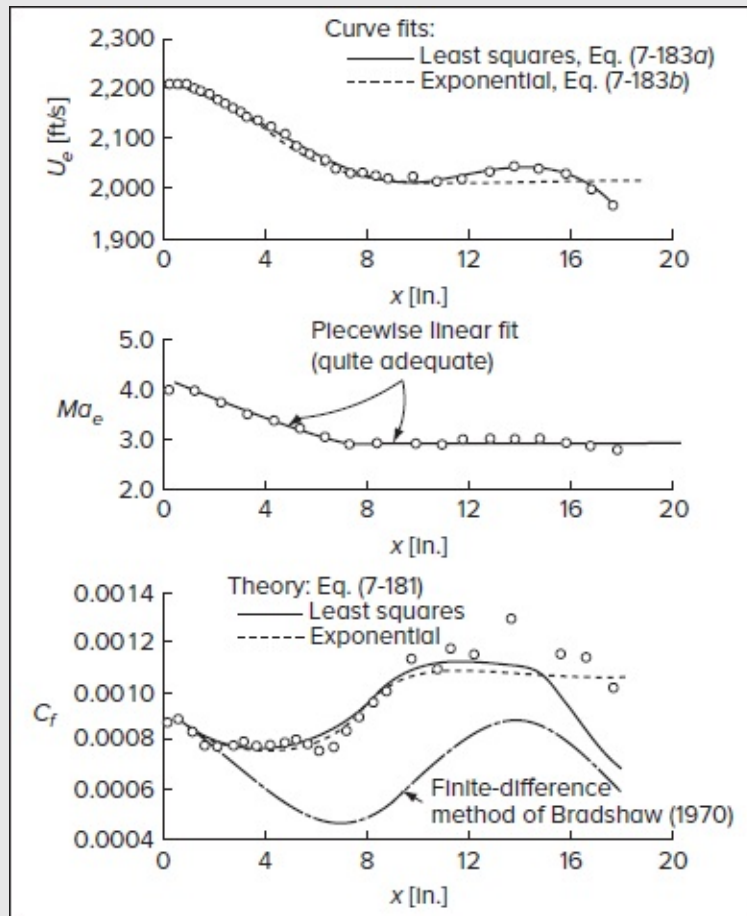 Curve fits:
Least squares, Eq. (7-183a)
Exponential, Eq. (7-183b)
2,300
2,200
2,100
2,000
1,900
U_e [ft/s]
0 4 8 12 16 20
x [in.]
Piecewise linear fit
(quite adequate)
5.0
4.0
3.0
2.0
Ma_e
0 4 8 12 16 20
x [in.]
Theory: Eq. (7-181)
Least squares
Exponential
0.0014
0.0012
0.0010
0.0008
0.0006
0.0004
C_f
Finite-difference
method of Bradshaw (1970)
0 4 8 12 16 20
x [in.]